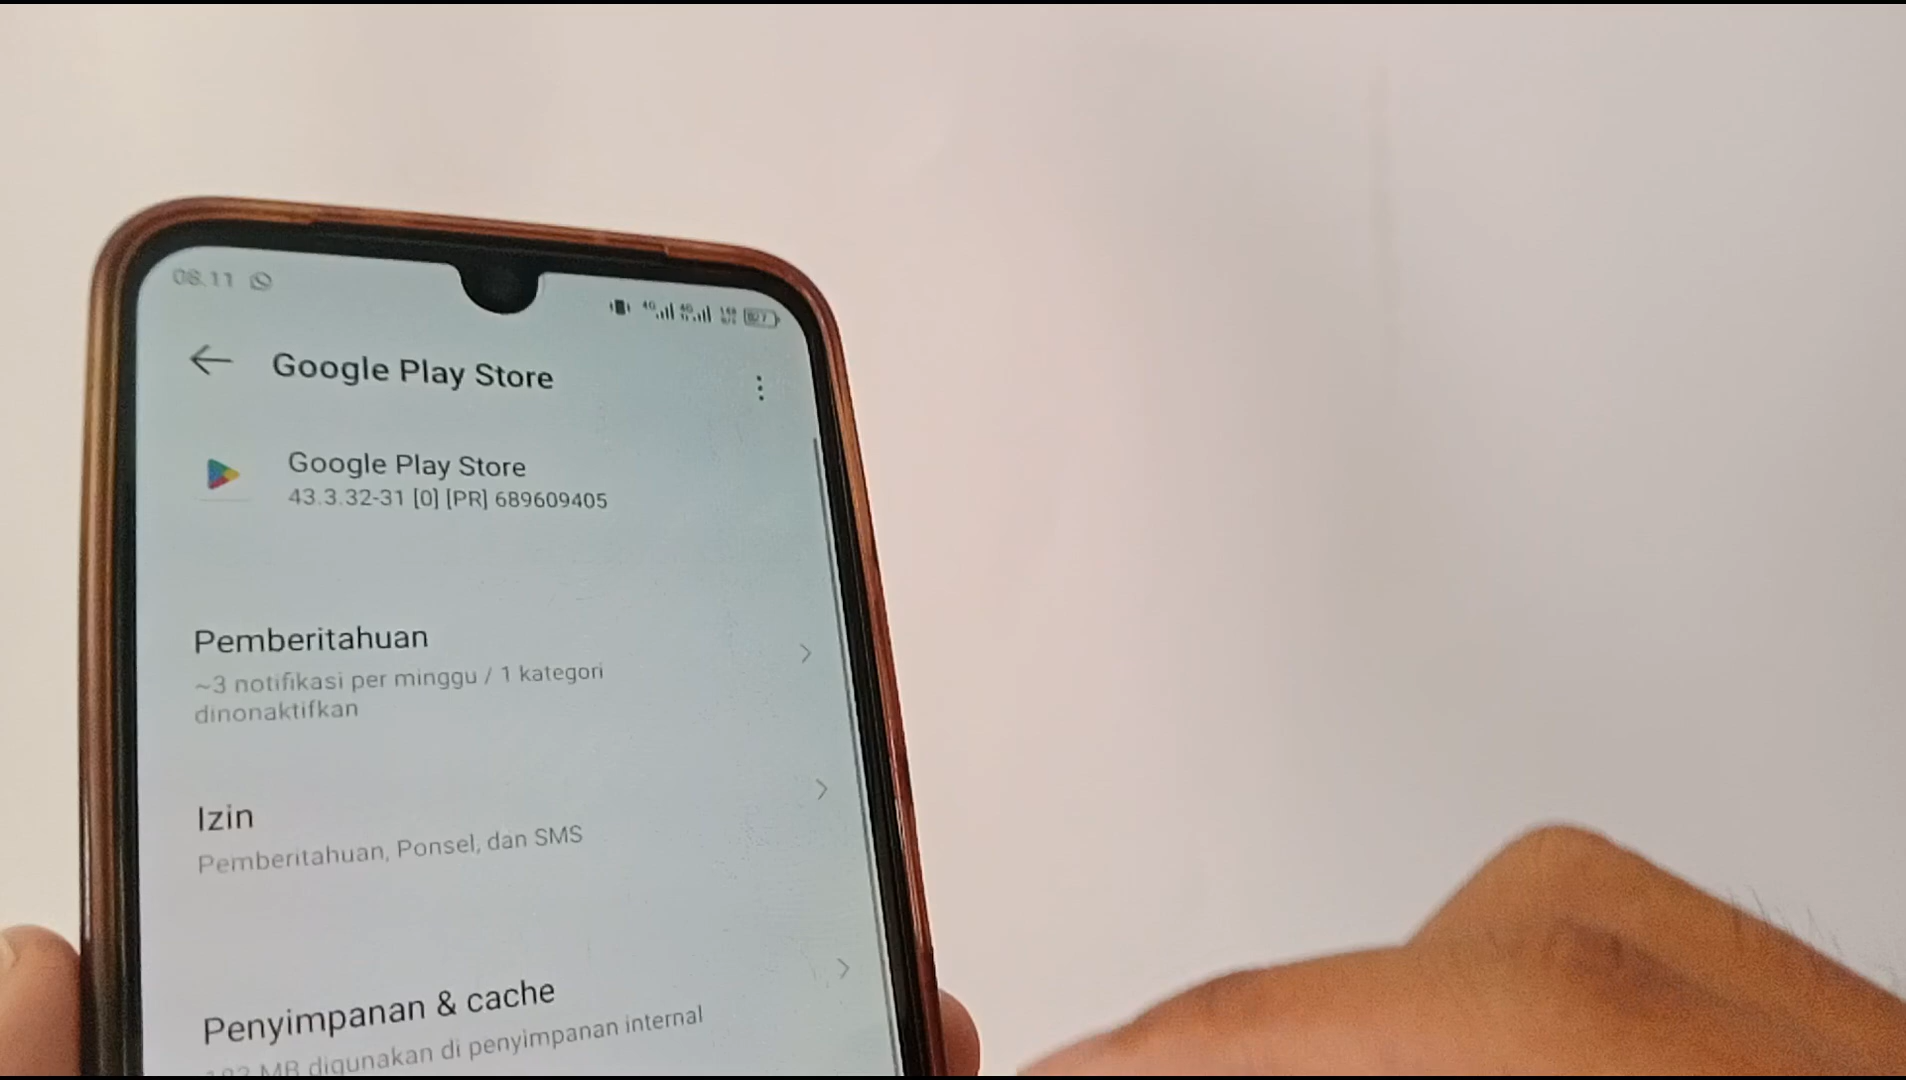 08.11
Google Play Store
Google Play Store
43.3.32-31 [0] [PR] 689609405
Pemberitahuan
~3 notifikasi per minggu / 1 kategori
dinonaktifkan
Izin
Pemberitahuan, Ponsel, dan SMS
Penyimpanan & cache
MB digunakan di penyimpanan internal